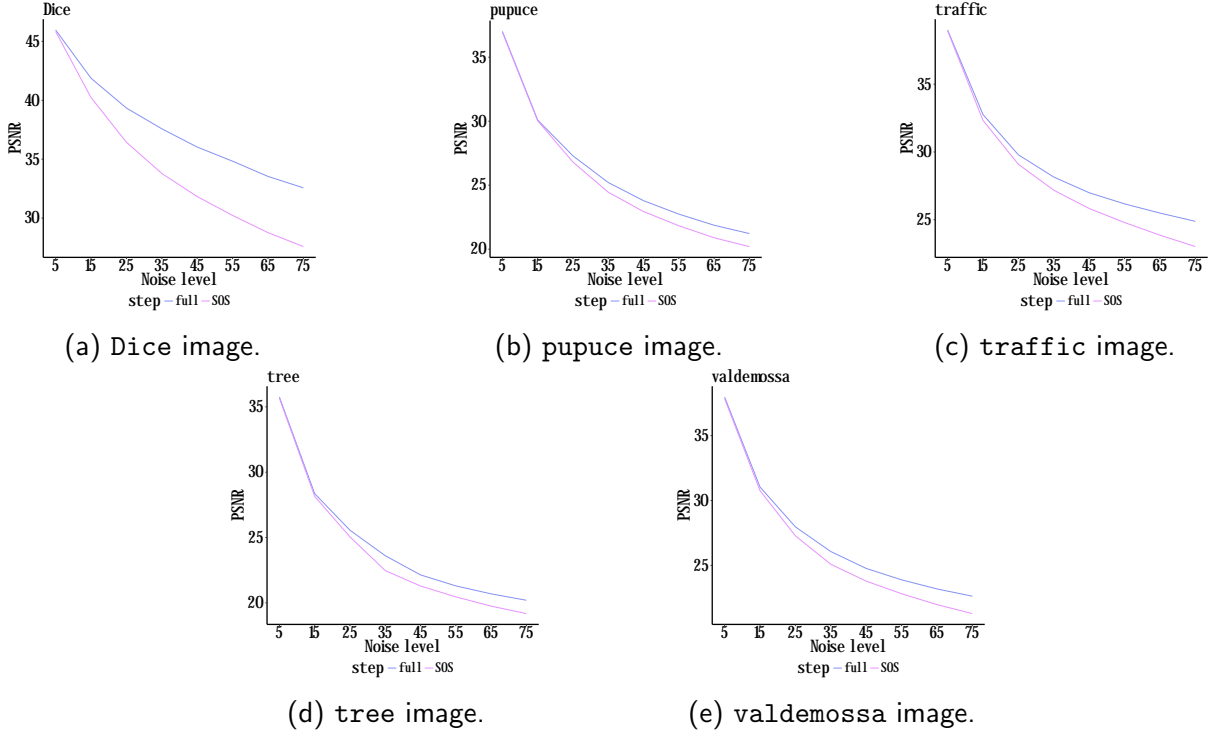 Dice
PSNR
45
40
35
30
5 15 25 35 45 55 65 75
Noise level
step full SOS
(a) Dice image.
pupuce
PSNR
35
30
25
20
5 15 25 35 45 55 65 75
Noise level
step full SOS
(b) pupuce image.
traffic
PSNR
35
30
25
5 15 25 35 45 55 65 75
Noise level
step full SOS
(c) traffic image.
tree
PSNR
35
30
25
20
5 15 25 35 45 55 65 75
Noise level
step full SOS
(d) tree image.
valdemossa
PSNR
35
30
25
5 15 25 35 45 55 65 75
Noise level
step full SOS
(e) valdemossa image.